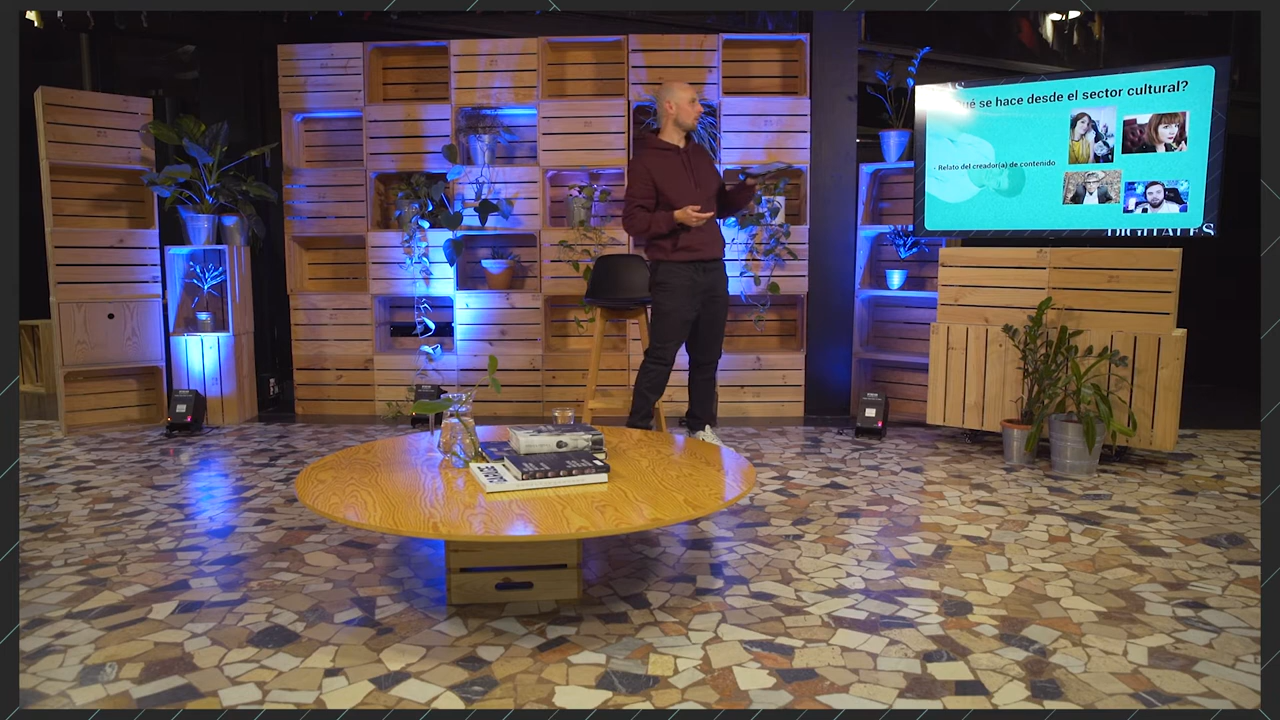 ué se hace desde el sector cultural?
- Relato del creador(a) de contenido
DIGITALES